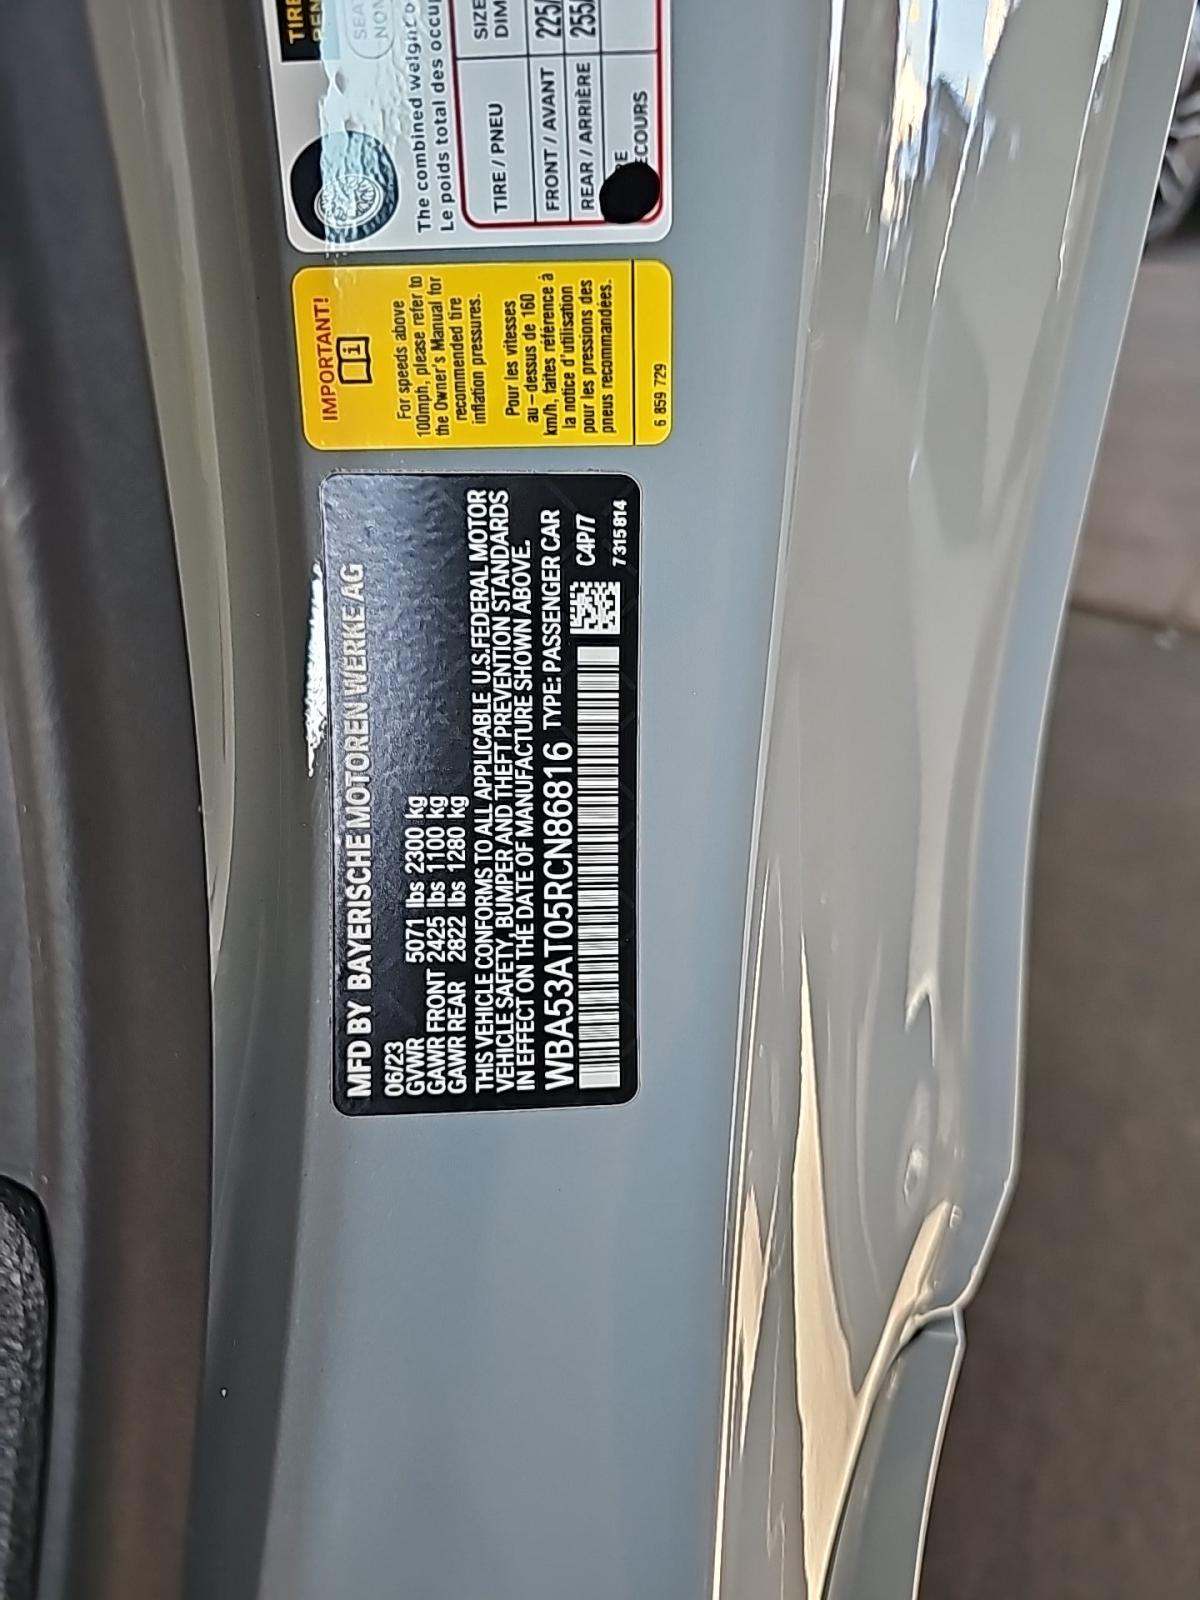 MFD BY BAYERISCHE MOTOREN WERKE AG
06/23
GVWR 5071 lbs 2300 kg
GAWR FRONT 2425 lbs 1100 kg
GAWR REAR 2822 lbs 1280 kg
THIS VEHICLE CONFORMS TO ALL APPLICABLE U.S.FEDERAL MOTOR
VEHICLE SAFETY, BUMPER AND THEFT PREVENTION STANDARDS
IN EFFECT ON THE DATE OF MANUFACTURE SHOWN ABOVE.
WBA53AT05RCN86816 TYPE: PASSENGER CAR
C4P/7
7 315 814
IMPORTANT!
For speeds above
100mph, please refer to
the Owner's Manual for
recommended tire
inflation pressures.
Pour les vitesses
au-dessus de 160
km/h, faites référence à
la notice d'utilisation
pour les pressions des
pneus recommandées.
6 859 729
The combined
Le poids total des
TIRE / PNEU
FRONT / AVANT 225/
REAR / ARRIÈRE 255/